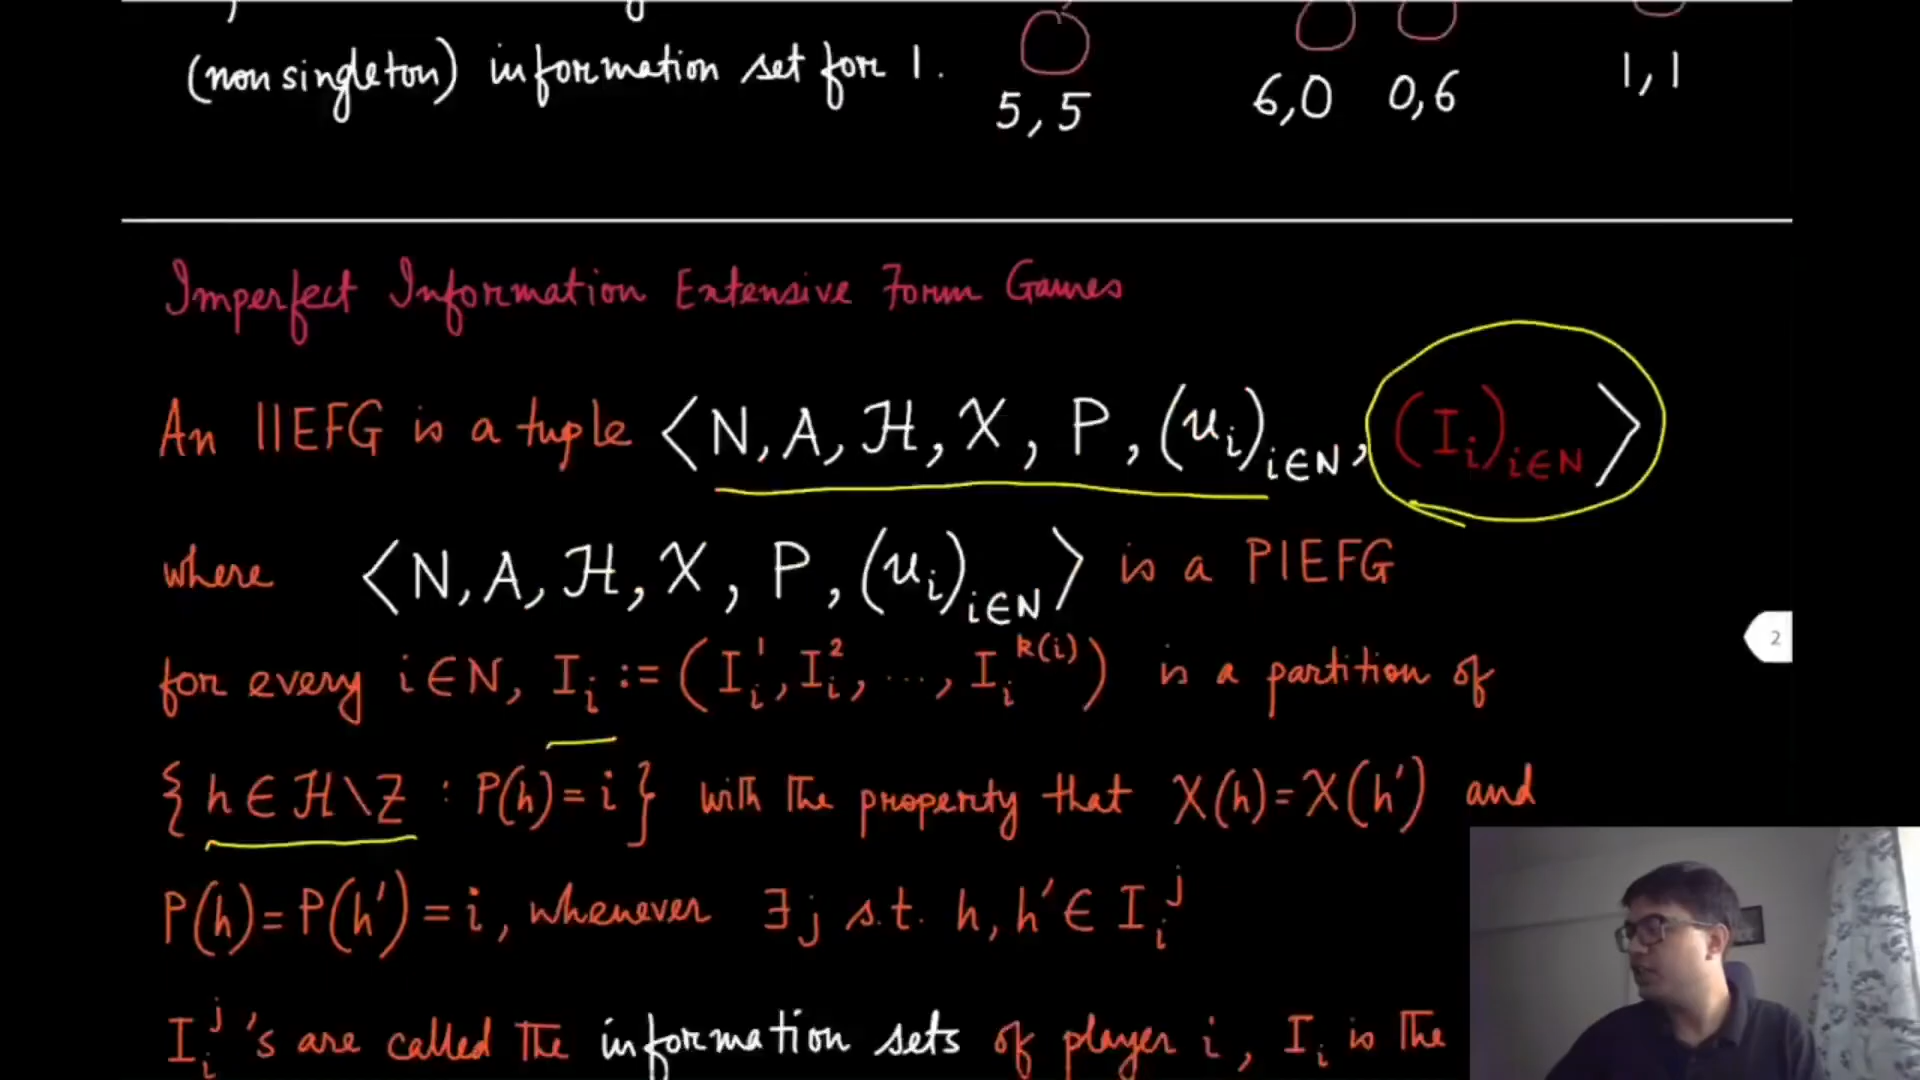 (non singleton) information set for 1.
5,5 6,0 0,6 1,1
Imperfect Information Extensive Form Games
An IIEFG is a tuple ⟨N, A, ℋ, X, P, (u_i)_{i∈N}, (I_i)_{i∈N}⟩
where ⟨N, A, ℋ, X, P, (u_i)_{i∈N}⟩ is a PIEFG
2
for every i∈N, I_i := (I_i^1, I_i^2, ..., I_i^{k(i)}) is a partition of
{h∈ℋ\Z : P(h)=i} with the property that X(h)=X(h') and
P(h)=P(h')=i, whenever ∃j s.t. h, h'∈ I_i^j
I_i^j's are called the information sets of player i, I_i is the